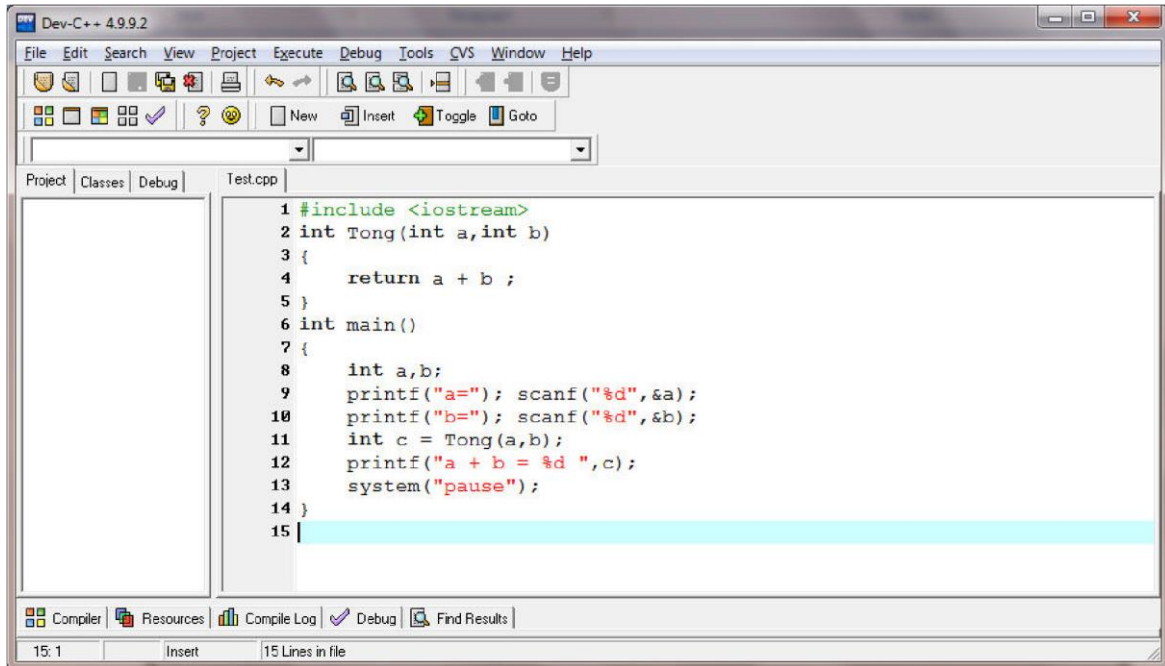 Dev-C++ 4.9.9.2
File Edit Search View Project Execute Debug Tools CVS Window Help
New Insert Toggle Goto
Project Classes Debug Test.cpp
1 #include <iostream>
2 int Tong(int a,int b)
3 {
4 return a + b ;
5 }
6 int main()
7 {
8 int a,b;
9 printf("a="); scanf("%d",&a);
10 printf("b="); scanf("%d",&b);
11 int c = Tong(a,b);
12 printf("a + b = %d ",c);
13 system("pause");
14 }
15
Compiler Resources Compile Log Debug Find Results
15: 1 Insert 15 Lines in file